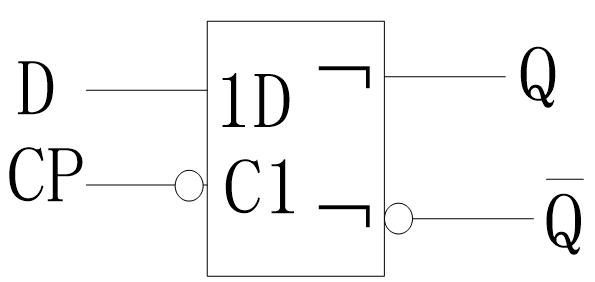 D 1D ¬ Q
CP C1 ¬ Q̅